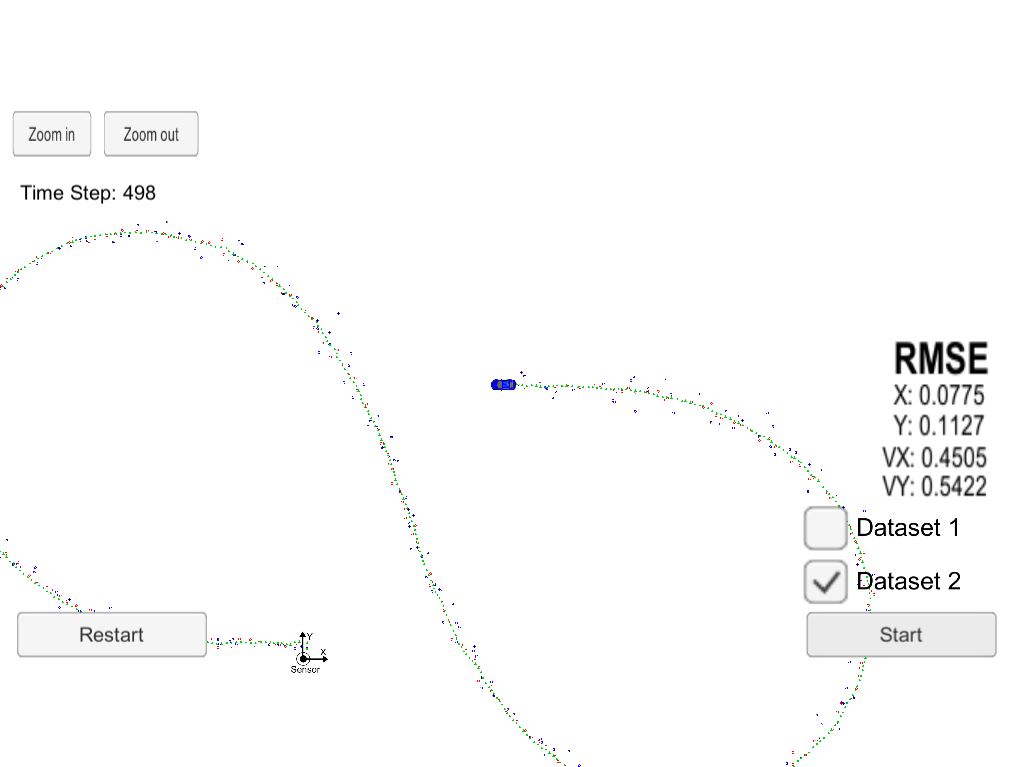 Zoom in
Zoom out
Time Step: 498
RMSE
X: 0.0775
Y: 0.1127
VX: 0.4505
VY: 0.5422
Dataset 1
Dataset 2
Restart
Start
Y
X
Sensor